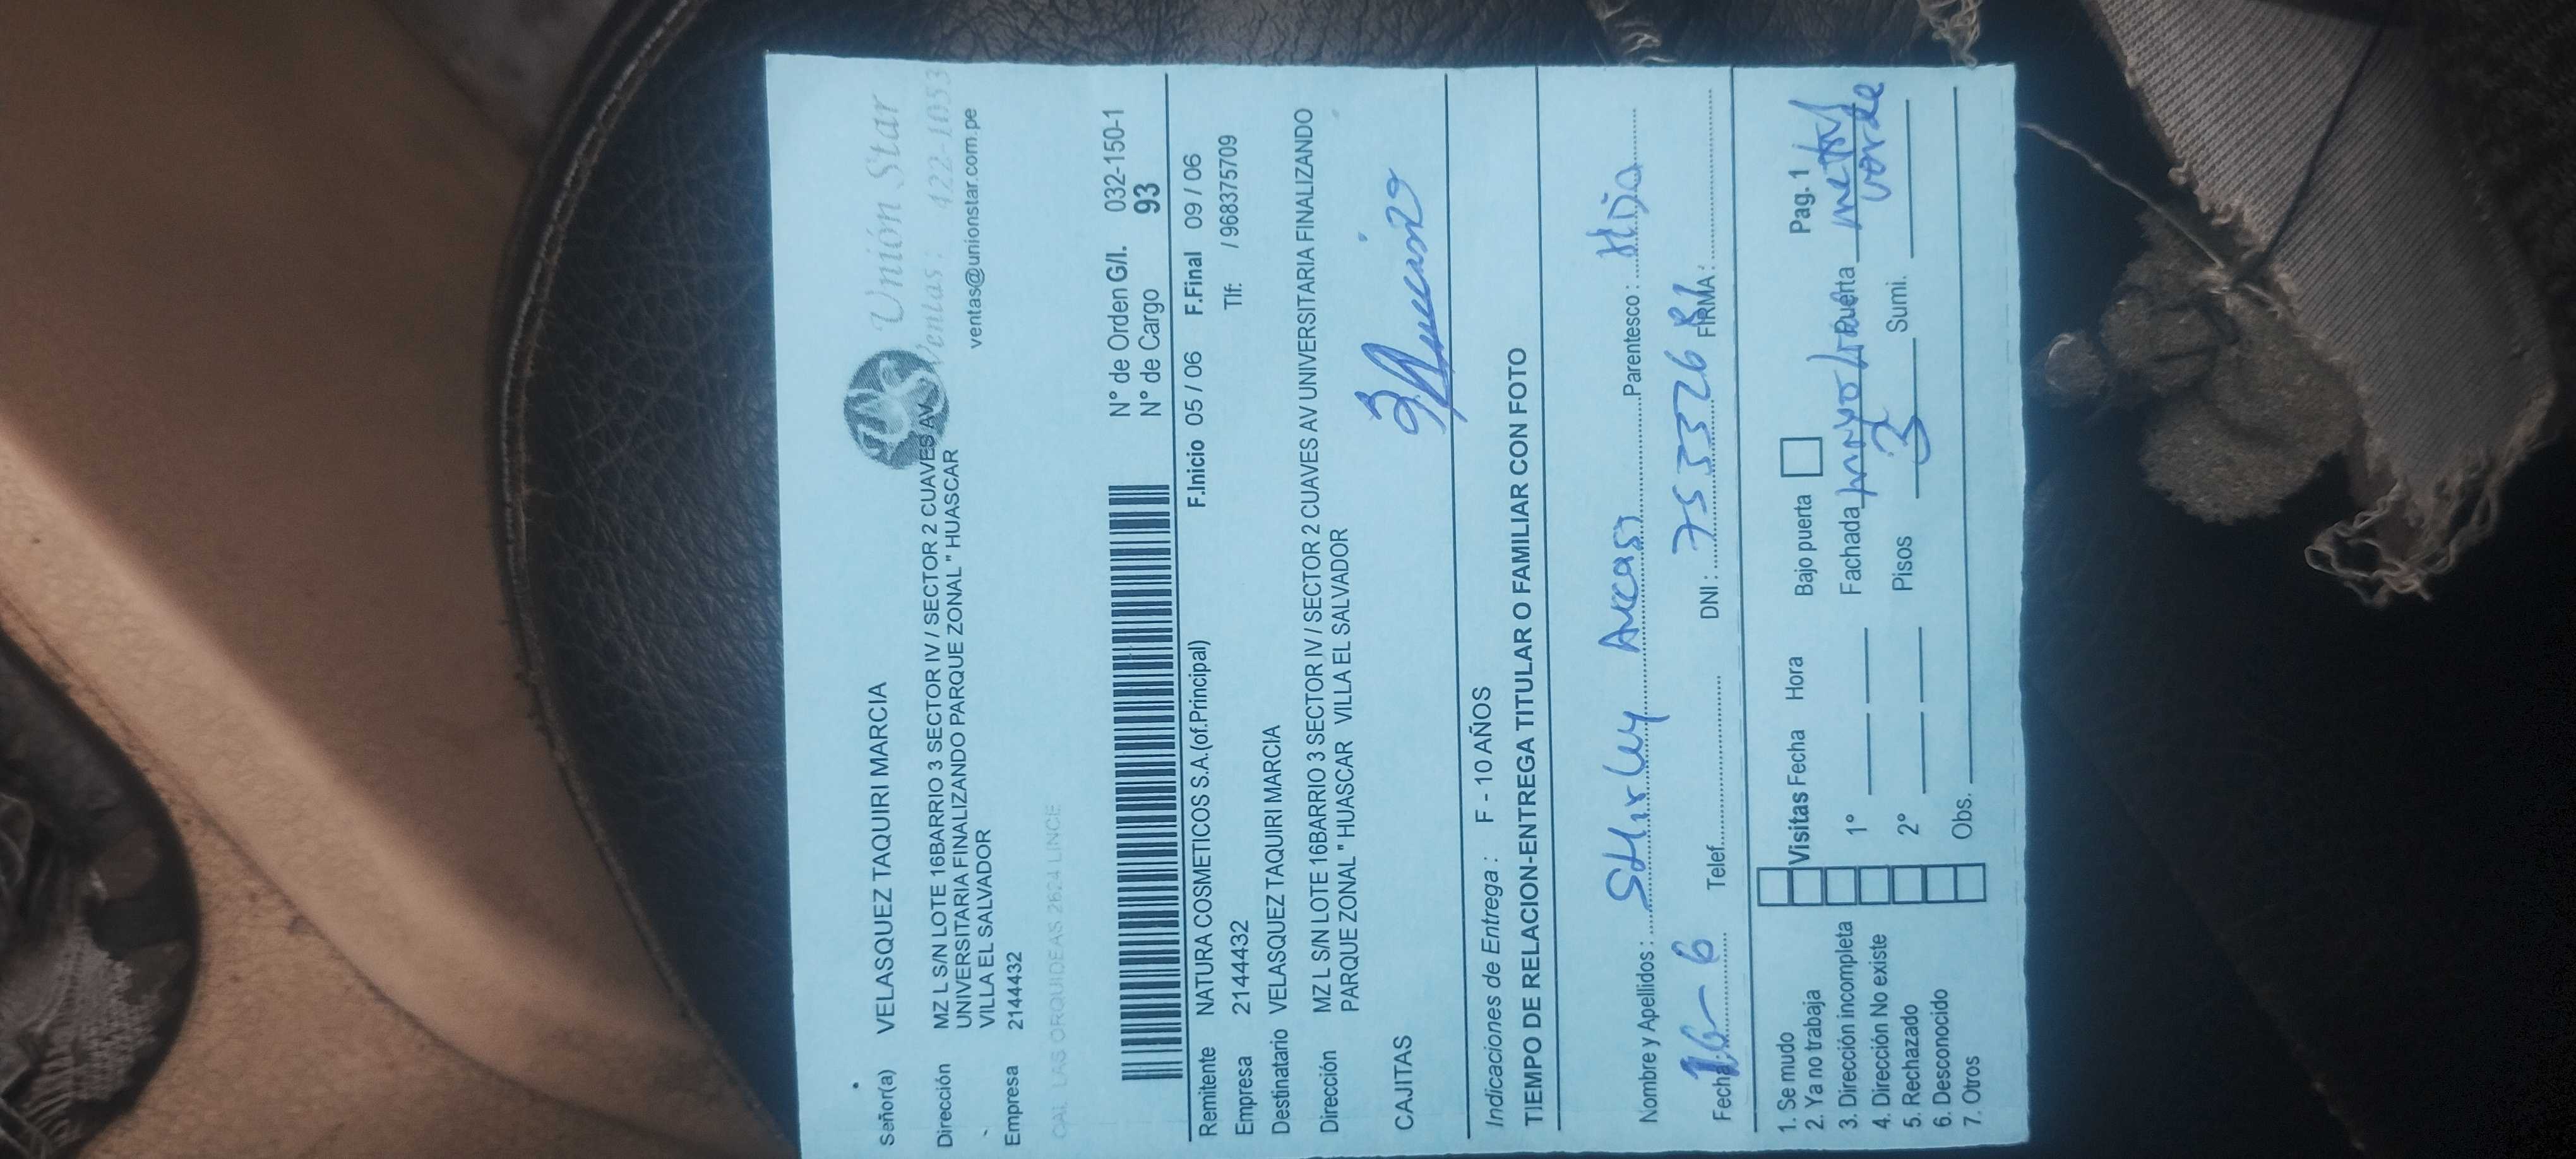 Unión Star
Ventas: 422-1053
ventas@unionstar.com.pe
Señor(a) VELASQUEZ TAQUIRI MARCIA
Dirección MZ L S/N LOTE 16BARRIO 3 SECTOR IV / SECTOR 2 CUAVES AV
UNIVERSITARIA FINALIZANDO PARQUE ZONAL " HUASCAR
VILLA EL SALVADOR
Empresa 2144432
CAL LAS ORQUIDEAS 2624 LINCE
N° de Orden G/I. 032-150-1
N° de Cargo 93
Remitente NATURA COSMETICOS S.A.(of.Principal) F.Inicio 05 / 06 F.Final 09 / 06
Empresa 2144432 Tlf: / 968375709
Destinatario VELASQUEZ TAQUIRI MARCIA
Dirección MZ L S/N LOTE 16BARRIO 3 SECTOR IV / SECTOR 2 CUAVES AV UNIVERSITARIA FINALIZANDO
PARQUE ZONAL " HUASCAR VILLA EL SALVADOR
CAJITAS
Indicaciones de Entrega : F - 10 AÑOS
TIEMPO DE RELACION-ENTREGA TITULAR O FAMILIAR CON FOTO
Nombre y Apellidos : SHirley Parentesco : HIJA
Fecha 16-6 Telef. DNI : 75332681 FIRMA :
1. Se mudo Visitas Fecha Hora Bajo puerta Pag. 1
2. Ya no trabaja
3. Dirección incompleta 1° Fachada Puerta metal
verde
4. Dirección No existe
5. Rechazado 2° Pisos 3 Sumi.
6. Desconocido
7. Otros Obs.